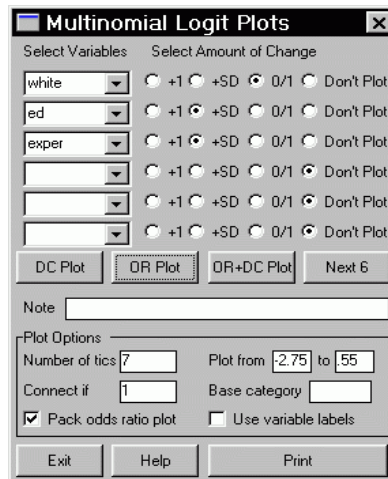 Multinomial Logit Plots
Select Variables Select Amount of Change
white +1 +SD 0/1 Don't Plot
ed +1 +SD 0/1 Don't Plot
exper +1 +SD 0/1 Don't Plot
+1 +SD 0/1 Don't Plot
+1 +SD 0/1 Don't Plot
+1 +SD 0/1 Don't Plot
DC Plot OR Plot OR+DC Plot Next 6
Note
Plot Options
Number of tics 7 Plot from -2.75 to .55
Connect if 1 Base category
Pack odds ratio plot Use variable labels
Exit Help Print